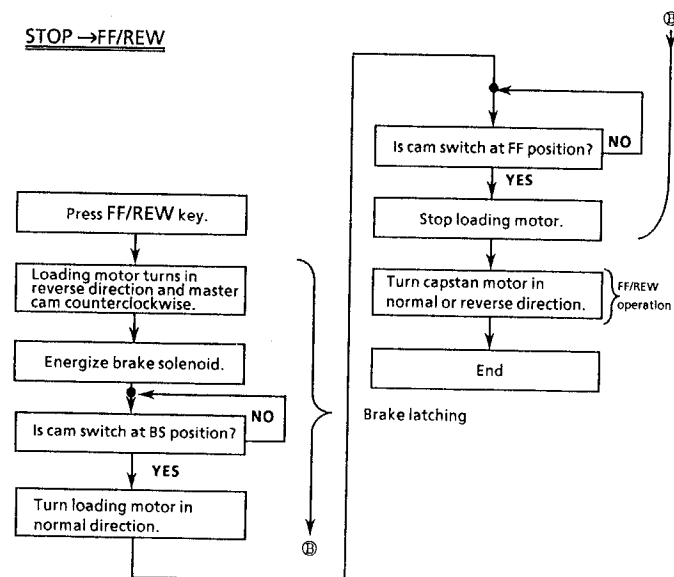 STOP →FF/REW
Press FF/REW key.
Loading motor turns in
reverse direction and master
cam counterclockwise.
Energize brake solenoid.
NO
Is cam switch at BS position?
YES
Turn loading motor in
normal direction.
Ⓑ
Brake latching
Ⓑ
Is cam switch at FF position?
NO
YES
Stop loading motor.
Turn capstan motor in
normal or reverse direction.
FF/REW
operation
End